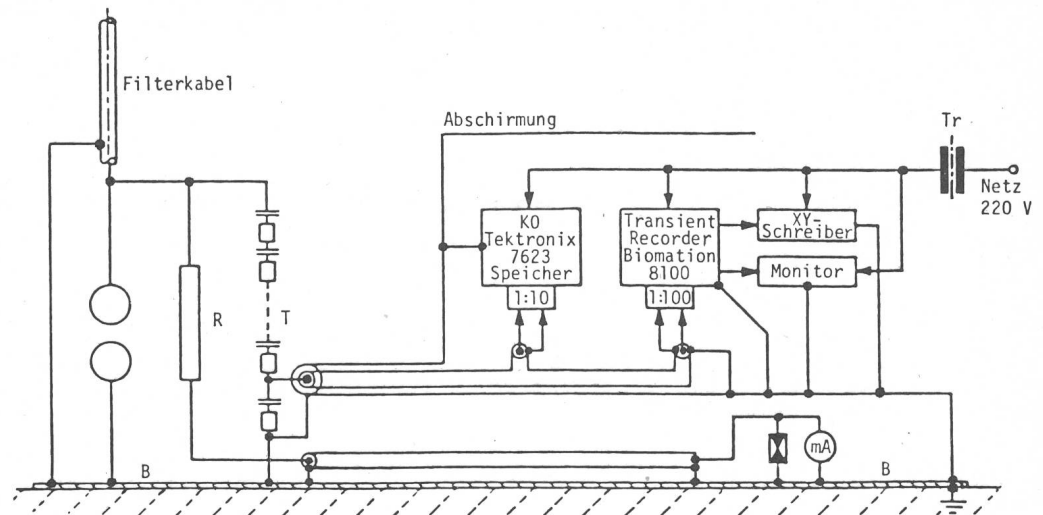 Filterkabel
Abschirmung
Tr
Netz
220 V
KO
Tektronix
7623
Speicher
1:10
Transient
Recorder
Biomation
8100
1:100
XY-
Schreiber
Monitor
R
T
mA
B
B